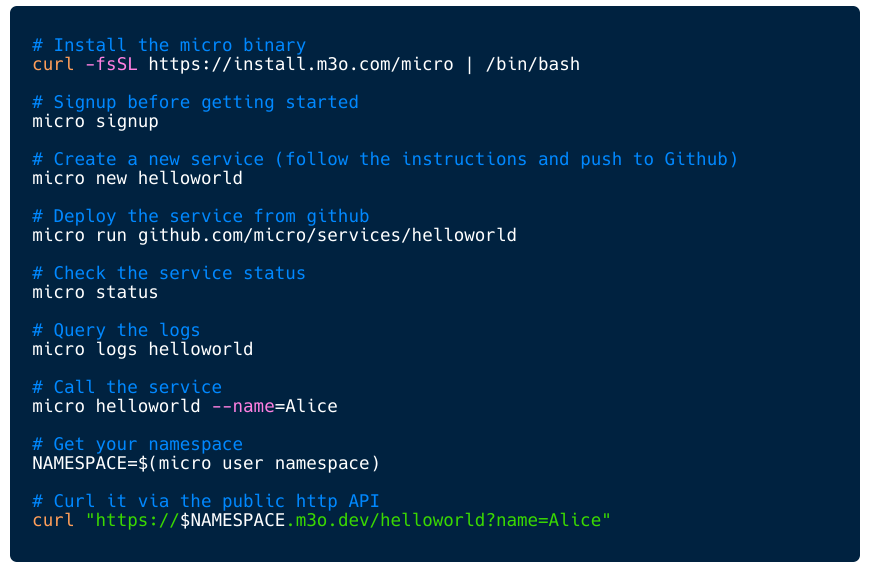 # Install the micro binary
curl -fsSL https://install.m3o.com/micro | /bin/bash
# Signup before getting started
micro signup
# Create a new service (follow the instructions and push to Github)
micro new helloworld
# Deploy the service from github
micro run github.com/micro/services/helloworld
# Check the service status
micro status
# Query the logs
micro logs helloworld
# Call the service
micro helloworld --name=Alice
# Get your namespace
NAMESPACE=$(micro user namespace)
# Curl it via the public http API
curl "https://$NAMESPACE.m3o.dev/helloworld?name=Alice"